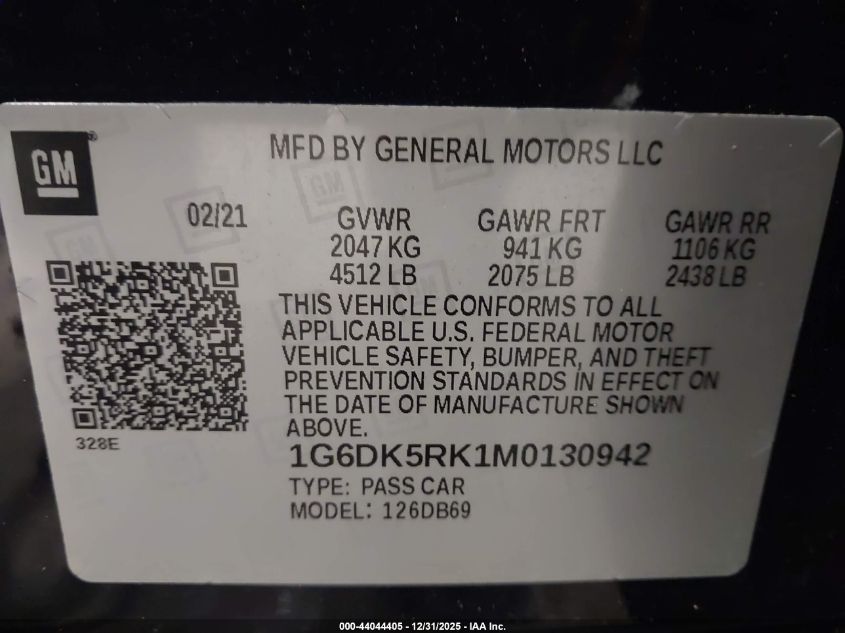 GM
MFD BY GENERAL MOTORS LLC
02/21 GVWR GAWR FRT GAWR RR
2047 KG 941 KG 1106 KG
4512 LB 2075 LB 2438 LB
THIS VEHICLE CONFORMS TO ALL
APPLICABLE U.S. FEDERAL MOTOR
VEHICLE SAFETY, BUMPER, AND THEFT
PREVENTION STANDARDS IN EFFECT ON
THE DATE OF MANUFACTURE SHOWN
ABOVE.
328E
1G6DK5RK1M0130942
TYPE: PASS CAR
MODEL: 126DB69
000-44044405 - 12/31/2025 - IAA Inc.